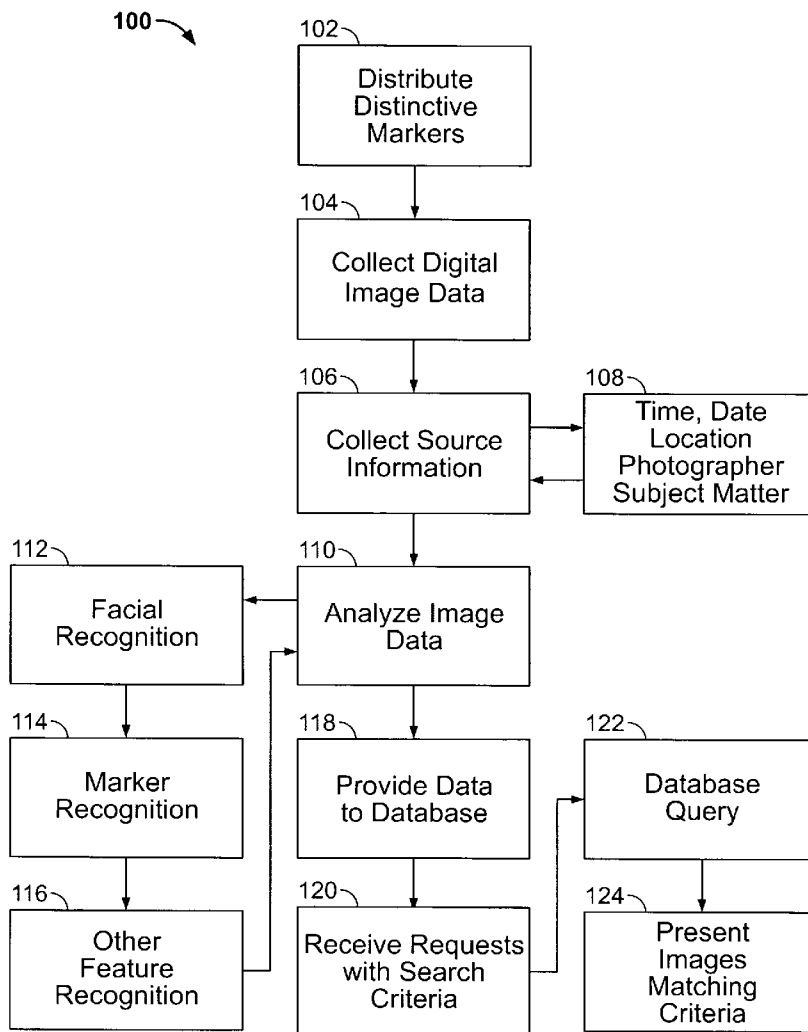 100
102
Distribute
Distinctive
Markers
104
Collect Digital
Image Data
106
Collect Source
Information
108
Time, Date
Location
Photographer
Subject Matter
110
Analyze Image
Data
112
Facial
Recognition
114
Marker
Recognition
116
Other
Feature
Recognition
118
Provide Data
to Database
120
Receive Requests
with Search
Criteria
122
Database
Query
124
Present
Images
Matching
Criteria